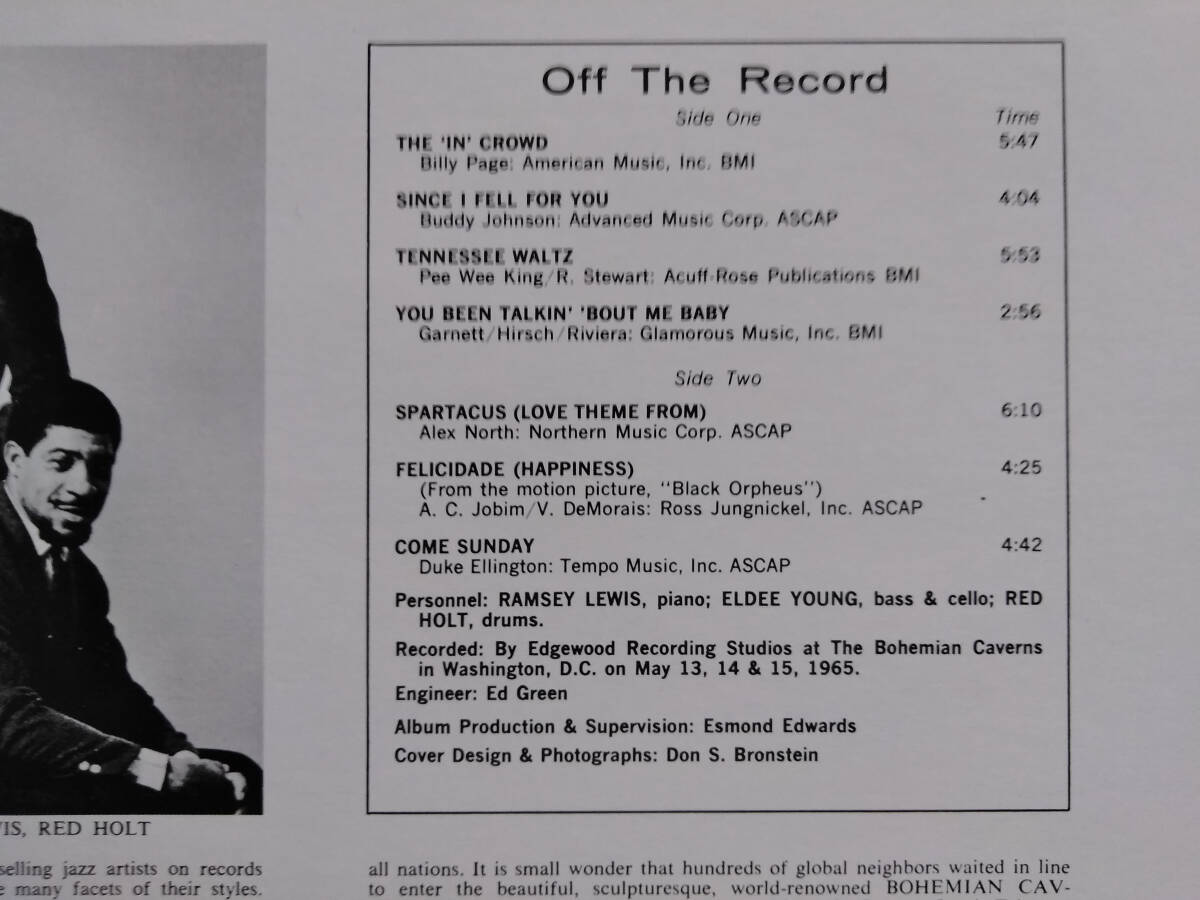 Off The Record
Side One Time
THE 'IN' CROWD 5:47
Billy Page: American Music, Inc. BMI
SINCE I FELL FOR YOU 4:04
Buddy Johnson: Advanced Music Corp. ASCAP
TENNESSEE WALTZ 5:53
Pee Wee King/R. Stewart: Acuff-Rose Publications BMI
YOU BEEN TALKIN' 'BOUT ME BABY 2:56
Garnett/Hirsch/Riviera: Glamorous Music, Inc. BMI
Side Two
SPARTACUS (LOVE THEME FROM) 6:10
Alex North: Northern Music Corp. ASCAP
FELICIDADE (HAPPINESS) 4:25
(From the motion picture, "Black Orpheus")
A. C. Jobim/V. DeMorais: Ross Jungnickel, Inc. ASCAP
COME SUNDAY 4:42
Duke Ellington: Tempo Music, Inc. ASCAP
Personnel: RAMSEY LEWIS, piano; ELDEE YOUNG, bass & cello; RED
HOLT, drums.
Recorded: By Edgewood Recording Studios at The Bohemian Caverns
in Washington, D.C. on May 13, 14 & 15, 1965.
Engineer: Ed Green
Album Production & Supervision: Esmond Edwards
Cover Design & Photographs: Don S. Bronstein
IS, RED HOLT
selling jazz artists on records
many facets of their styles.
all nations. It is small wonder that hundreds of global neighbors waited in line
to enter the beautiful, sculpturesque, world-renowned BOHEMIAN CAV-